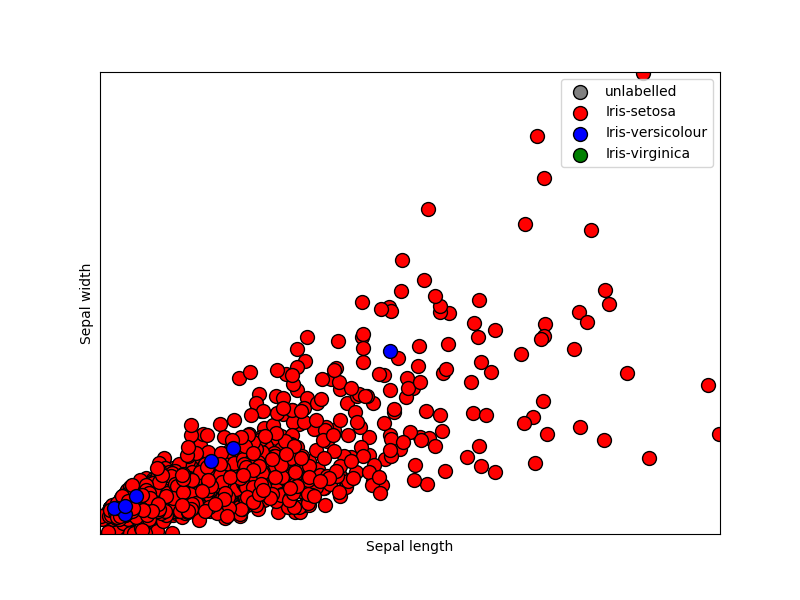 unlabelled
Iris-setosa
Iris-versicolour
Iris-virginica
Sepal width
Sepal length